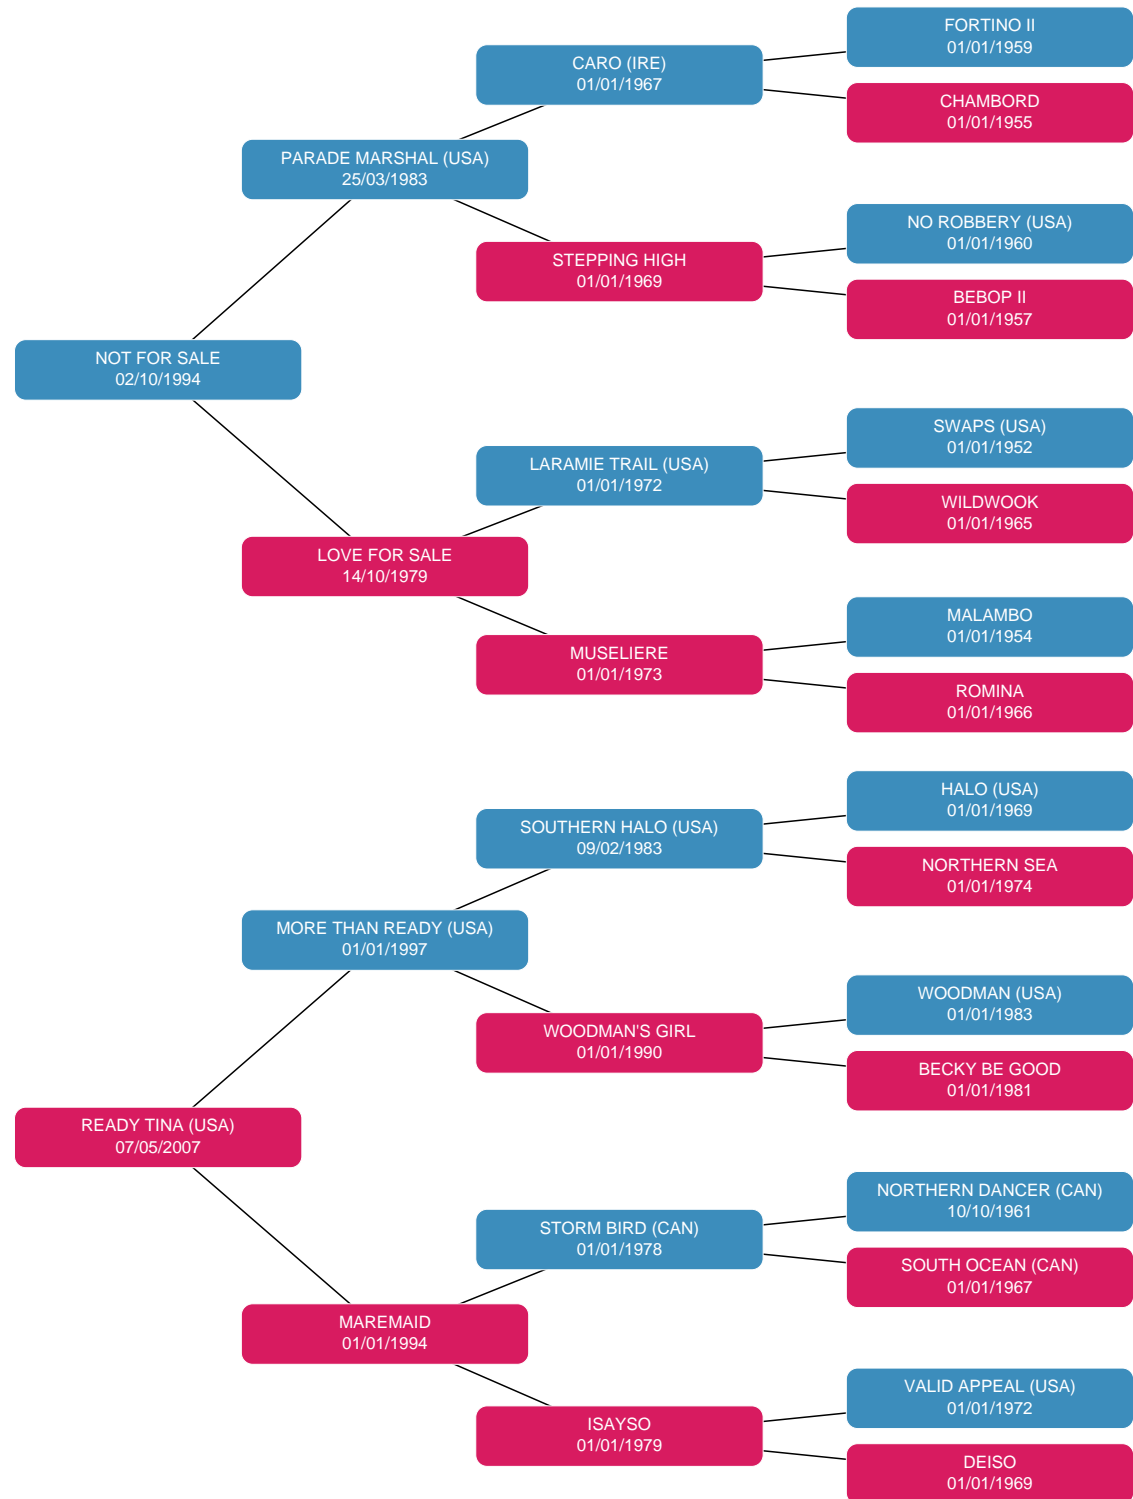 FORTINO II
01/01/1959
CARO (IRE)
01/01/1967
CHAMBORD
01/01/1955
PARADE MARSHAL (USA)
25/03/1983
NO ROBBERY (USA)
01/01/1960
STEPPING HIGH
01/01/1969
BEBOP II
01/01/1957
NOT FOR SALE
02/10/1994
SWAPS (USA)
01/01/1952
LARAMIE TRAIL (USA)
01/01/1972
WILDWOOK
01/01/1965
LOVE FOR SALE
14/10/1979
MALAMBO
01/01/1954
MUSELIERE
01/01/1973
ROMINA
01/01/1966
HALO (USA)
01/01/1969
SOUTHERN HALO (USA)
09/02/1983
NORTHERN SEA
01/01/1974
MORE THAN READY (USA)
01/01/1997
WOODMAN (USA)
01/01/1983
WOODMAN'S GIRL
01/01/1990
BECKY BE GOOD
01/01/1981
READY TINA (USA)
07/05/2007
NORTHERN DANCER (CAN)
10/10/1961
STORM BIRD (CAN)
01/01/1978
SOUTH OCEAN (CAN)
01/01/1967
MAREMAID
01/01/1994
VALID APPEAL (USA)
01/01/1972
ISAYSO
01/01/1979
DEISO
01/01/1969